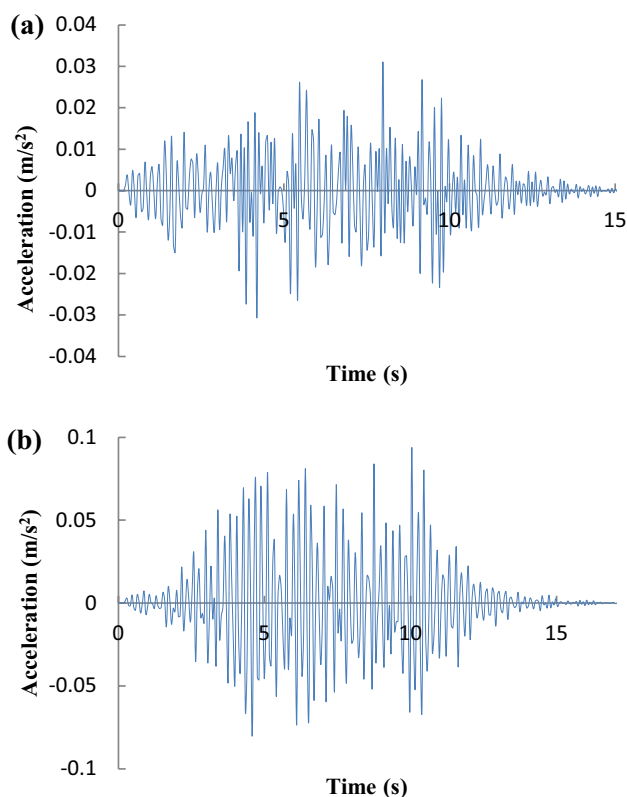 (a)
0.04
0.03
0.02
0.01
0
-0.01
-0.02
-0.03
-0.04
0 5 10 15
Acceleration (m/s²)
Time (s)
(b)
0.1
0.05
0
-0.05
-0.1
0 5 10 15
Acceleration (m/s²)
Time (s)